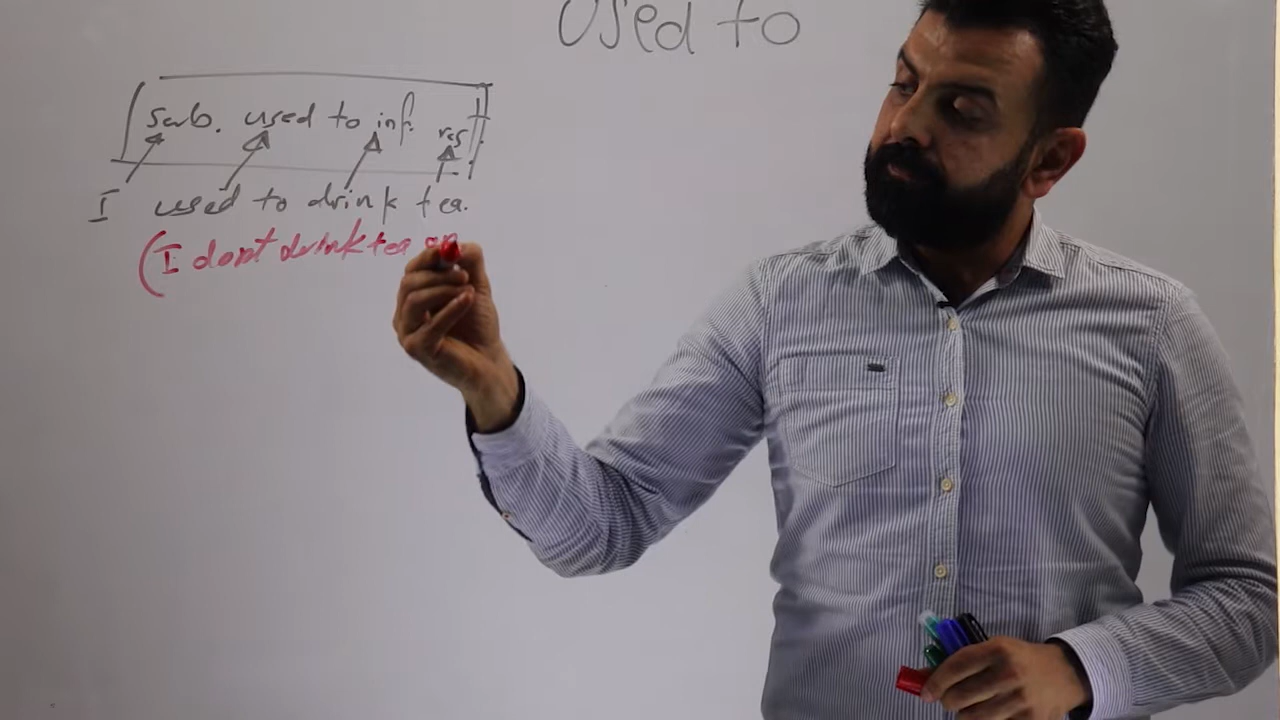 Used to
sub. used to inf. res
I used to drink tea.
(I dont drink tea